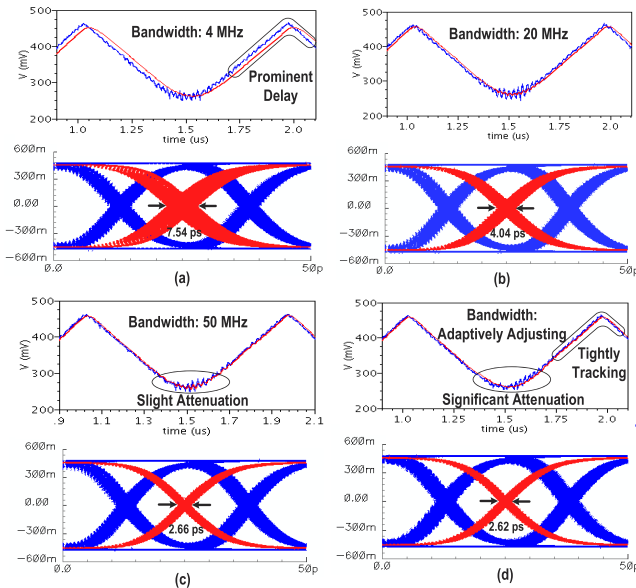 500
400
300
200
V (mV)
Bandwidth: 4 MHz
Prominent
Delay
1.0
1.25
1.5
1.75
2.0
time (us)
600m
300m
0.00
-300m
-600m
7.54 ps
0.0
50p
(a)
400
300
200
V (mV)
Bandwidth: 20 MHz
1.0
1.25
1.5
1.75
2.0
time (us)
600m
300m
0.00
-300m
-600m
4.04 ps
0.0
50p
(b)
500
400
300
200
V (mV)
Bandwidth: 50 MHz
Slight Attenuation
.9
1.1
1.3
1.5
1.7
1.9
2.1
time (us)
600m
300m
0.00
-300m
-600m
2.66 ps
0.0
50p
(c)
500
400
300
200
V (mV)
Bandwidth:
Adaptively Adjusting
Tightly
Tracking
Significant Attenuation
1.0
1.25
1.5
1.75
2.0
time (us)
600m
300m
0.00
-300m
-600m
2.62 ps
0.0
50p
(d)